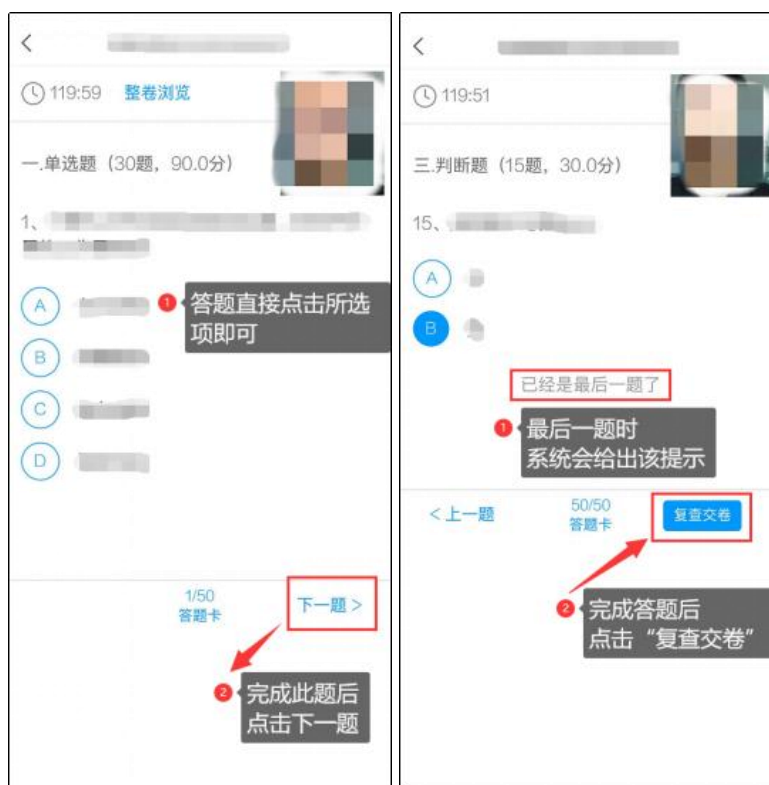 119:59 整卷浏览
一.单选题（30题，90.0分）
1、
A
1 答题直接点击所选
项即可
B
C
D
1/50
答题卡
下一题 >
2 完成此题后
点击下一题
119:51
三.判断题（15题，30.0分）
15、
A
B
已经是最后一题了
1 最后一题时
系统会给出该提示
< 上一题
50/50
答题卡
复查交卷
2 完成答题后
点击“复查交卷”